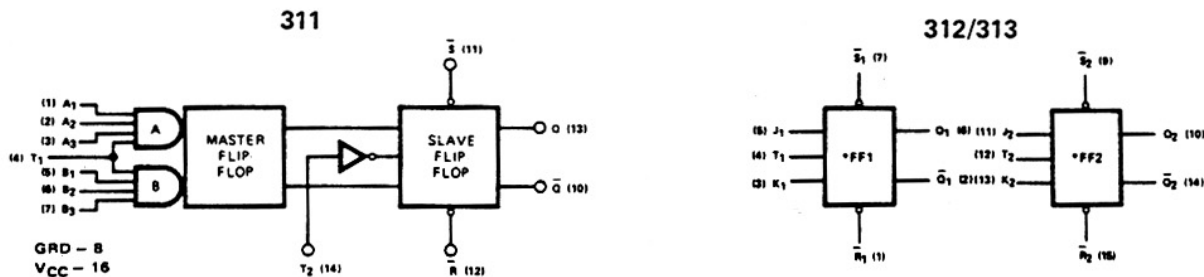 311
S̅ (11)
(1) A1
(2) A2
(3) A3
(4) T1
(5) B1
(6) B2
(7) B3
A
B
MASTER
FLIP-
FLOP
SLAVE
FLIP
FLOP
Q (13)
Q̅ (10)
T2 (14)
R̅ (12)
GRD – 8
VCC – 16
312/313
S̅1 (7)
(5) J1
(4) T1
(3) K1
*FF1
Q1
Q̅1
R̅1 (1)
S̅2 (9)
(6) (11) J2
(12) T2
(2)(13) K2
*FF2
Q2 (10)
Q̅2 (14)
R̅2 (15)